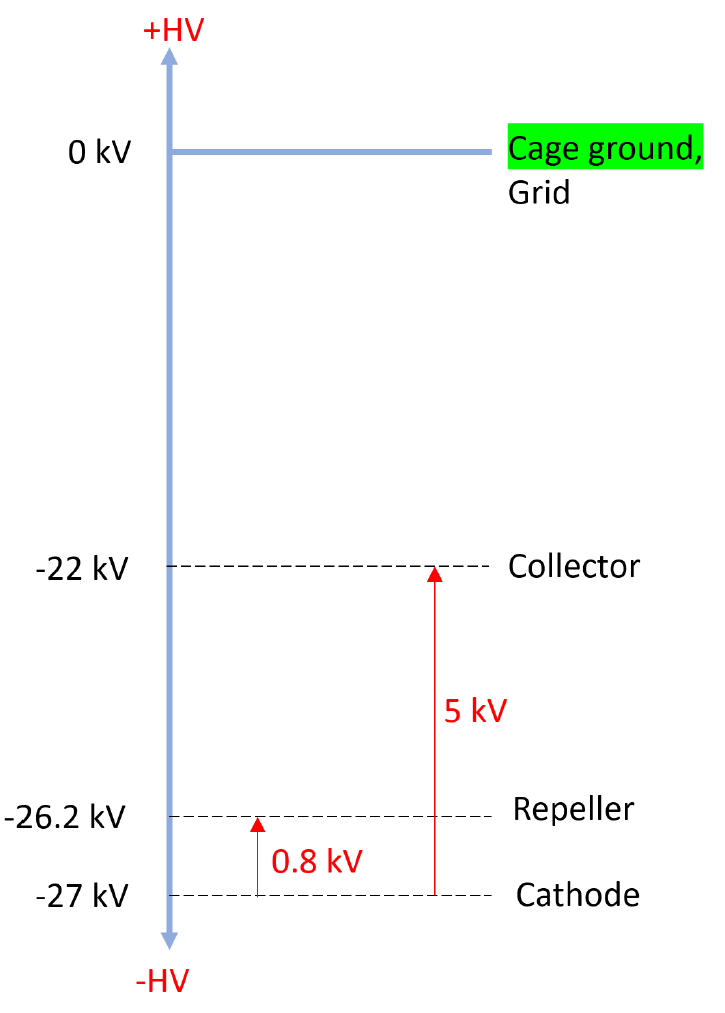 +HV
0 kV
Cage ground,
Grid
-22 kV
Collector
5 kV
-26.2 kV
Repeller
0.8 kV
-27 kV
Cathode
-HV